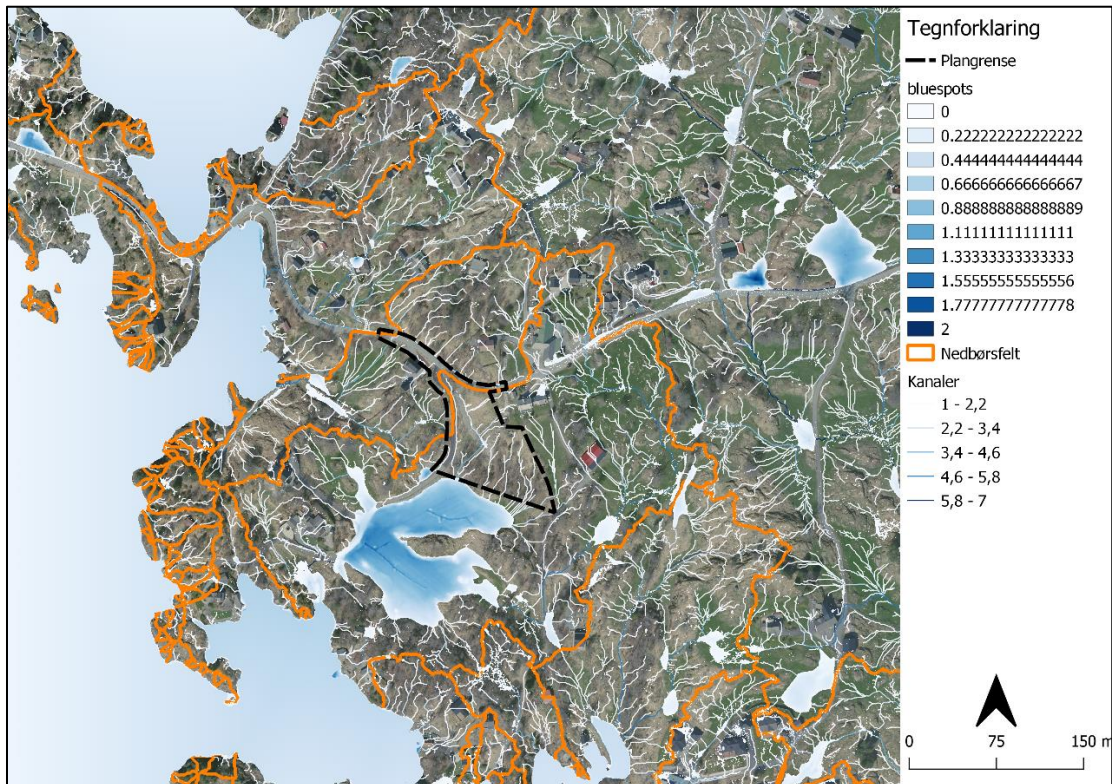 Tegnforklaring
Plangrense
bluespots
0
0.222222222222222
0.444444444444444
0.666666666666667
0.888888888888889
1.11111111111111
1.33333333333333
1.55555555555556
1.77777777777778
2
Nedbørsfelt
Kanaler
1 - 2,2
2,2 - 3,4
3,4 - 4,6
4,6 - 5,8
5,8 - 7
0 75 150 m